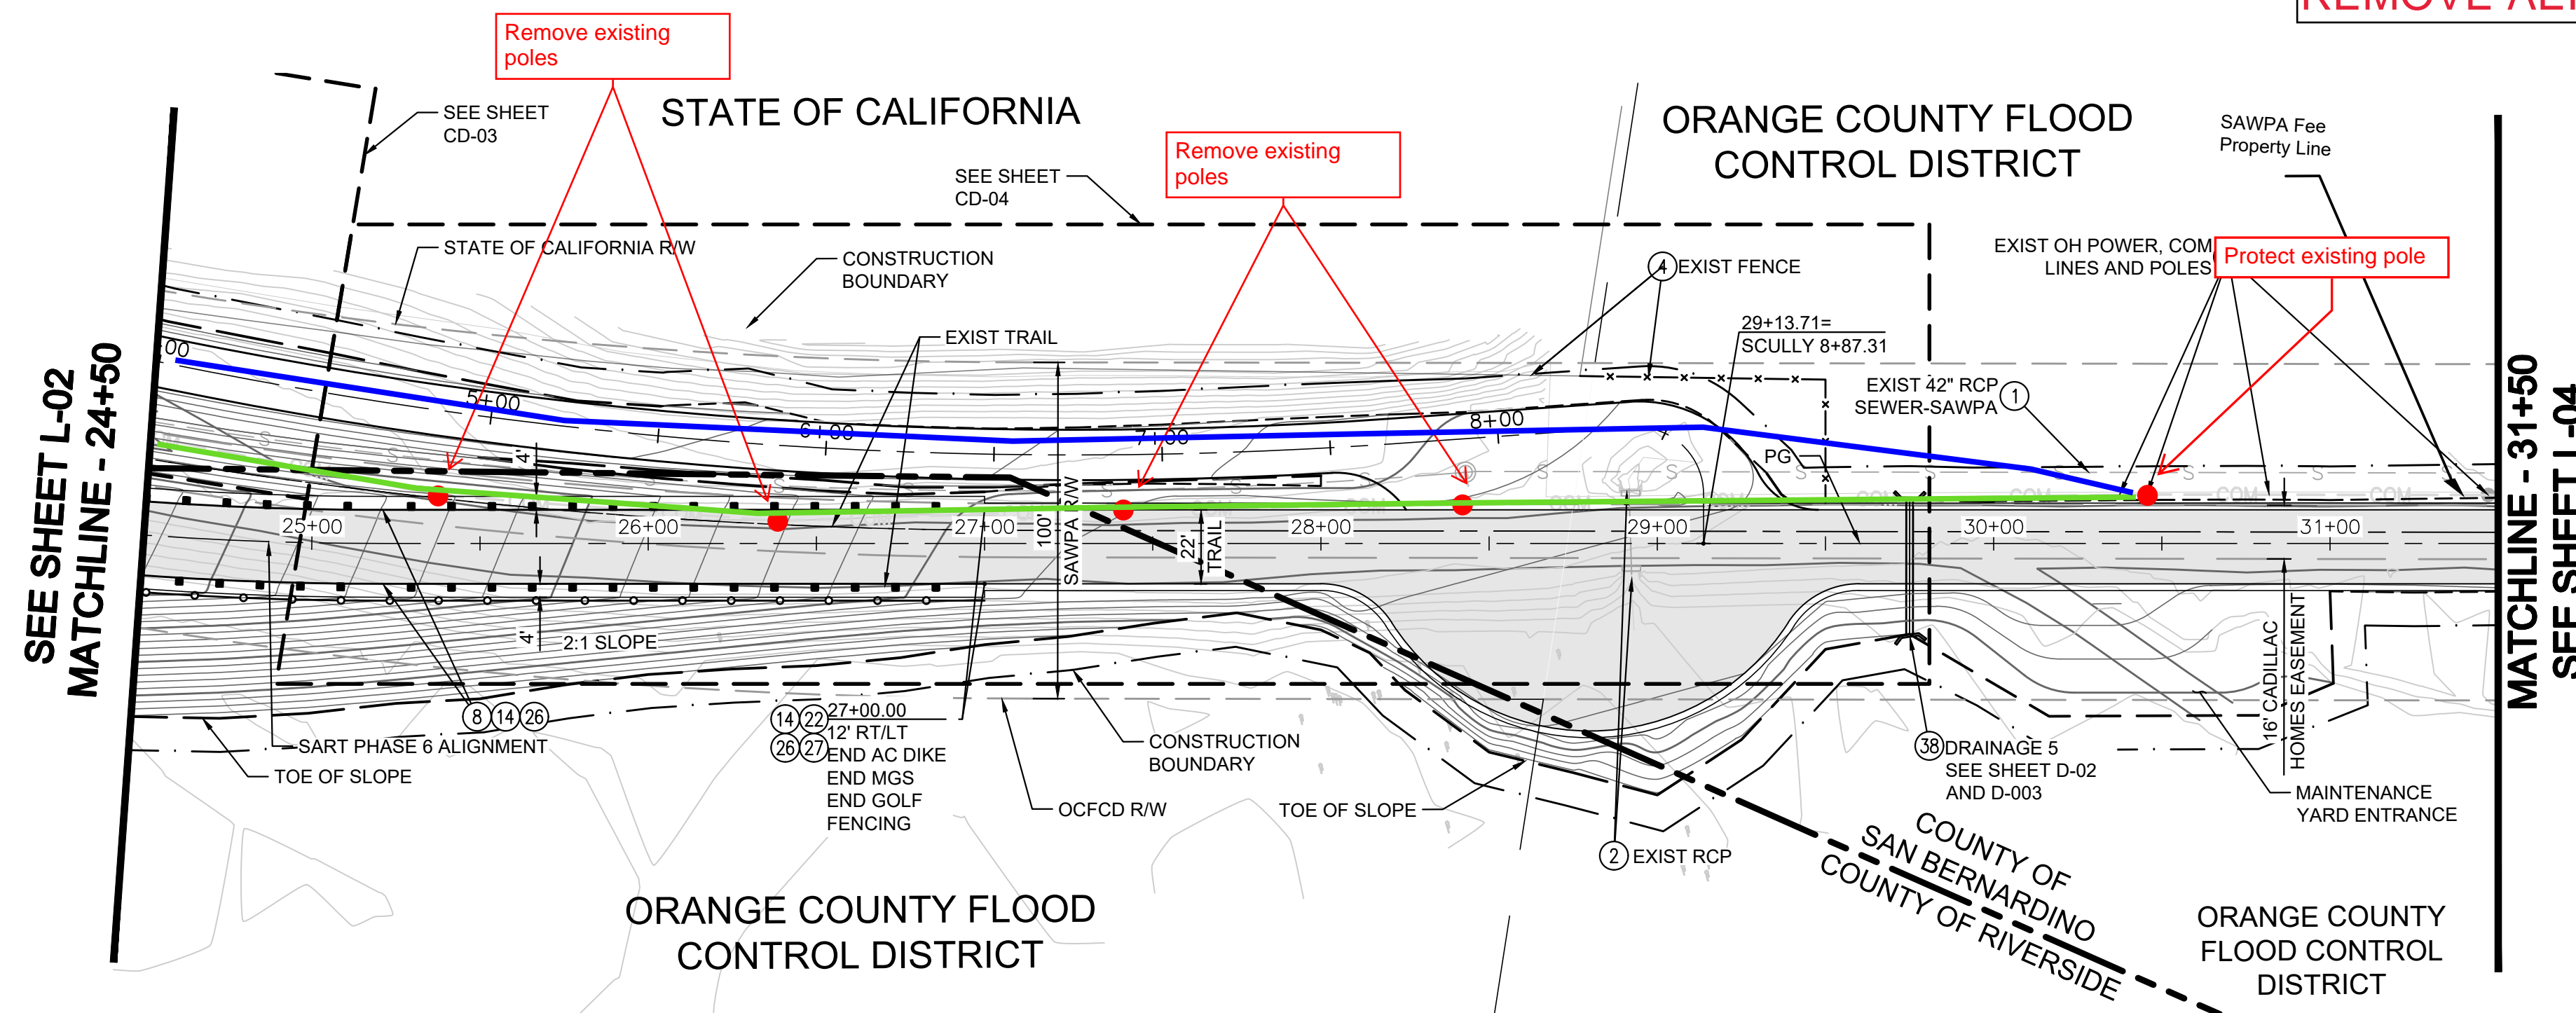 REMOVE
Remove existing
poles
SEE SHEET
CD-03
STATE OF CALIFORNIA
Remove existing
poles
SEE SHEET
CD-04
ORANGE COUNTY FLOOD
CONTROL DISTRICT
SAWPA Fee
Property Line
STATE OF CALIFORNIA R/W
CONSTRUCTION
BOUNDARY
4 EXIST FENCE
EXIST OH POWER, COM
LINES AND POLES
Protect existing pole
EXIST TRAIL
29+13.71=
SCULLY 8+87.31
EXIST 42" RCP
SEWER-SAWPA
1
SEE SHEET L-02
MATCHLINE - 24+50
00
5+00
6+00
7+00
8+00
PG
4'
S
S
S
S
S
S
S
S
S
S
COM
COM
COM
COM
25+00
26+00
27+00
28+00
29+00
30+00
31+00
100'
SAWPA R/W
22'
TRAIL
MATCHLINE - 31+50
SEE SHEET L-04
4'
2:1 SLOPE
16' CADILLAC
HOMES EASEMENT
8 14 26
SART PHASE 6 ALIGNMENT
TOE OF SLOPE
14 22
26 27
27+00.00
12' RT/LT
END AC DIKE
END MGS
END GOLF
FENCING
CONSTRUCTION
BOUNDARY
OCFCD R/W
TOE OF SLOPE
2 EXIST RCP
38 DRAINAGE 5
SEE SHEET D-02
AND D-003
MAINTENANCE
YARD ENTRANCE
COUNTY OF
SAN BERNARDINO
COUNTY OF RIVERSIDE
ORANGE COUNTY FLOOD
CONTROL DISTRICT
ORANGE COUNTY
FLOOD CONTROL
DISTRICT